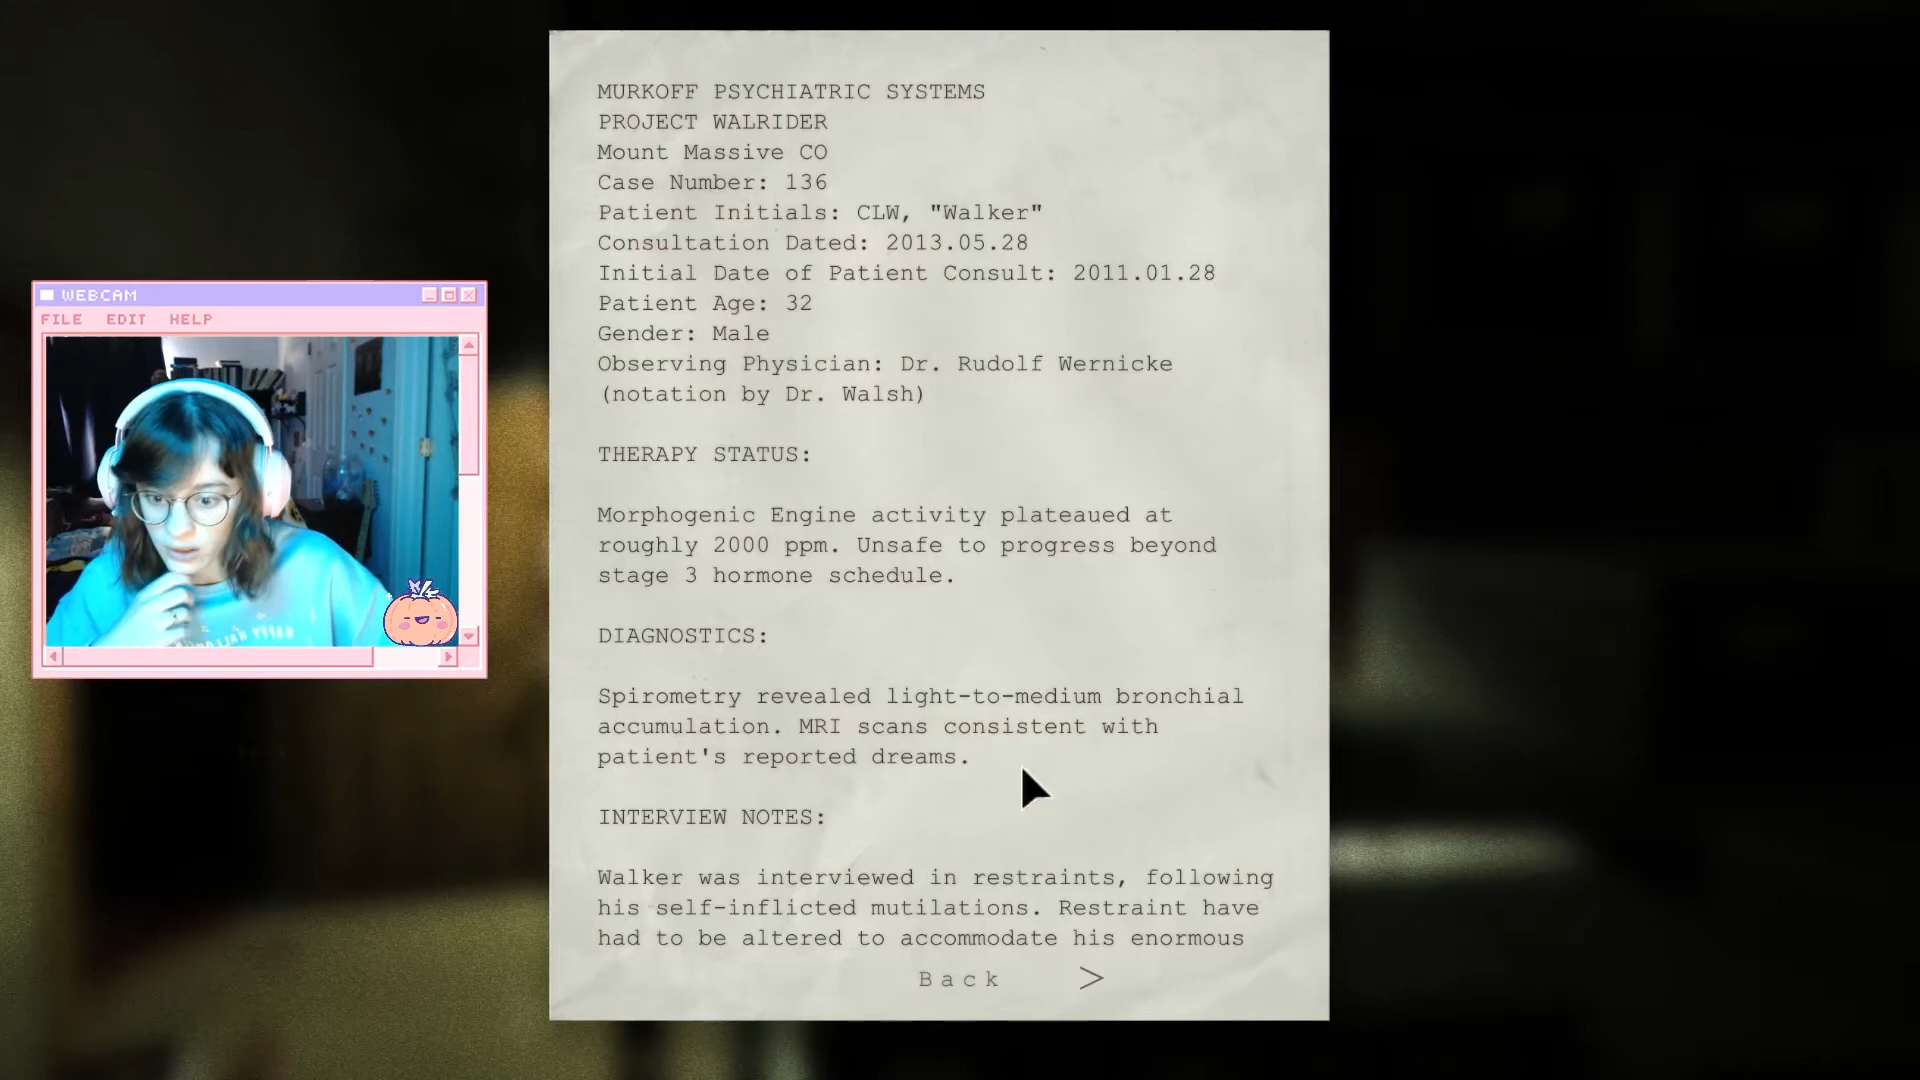 WEBCAM
FILE EDIT HELP
MURKOFF PSYCHIATRIC SYSTEMS
PROJECT WALRIDER
Mount Massive CO
Case Number: 136
Patient Initials: CLW, "Walker"
Consultation Dated: 2013.05.28
Initial Date of Patient Consult: 2011.01.28
Patient Age: 32
Gender: Male
Observing Physician: Dr. Rudolf Wernicke
(notation by Dr. Walsh)
THERAPY STATUS:
Morphogenic Engine activity plateaued at
roughly 2000 ppm. Unsafe to progress beyond
stage 3 hormone schedule.
DIAGNOSTICS:
Spirometry revealed light-to-medium bronchial
accumulation. MRI scans consistent with
patient's reported dreams.
INTERVIEW NOTES:
Walker was interviewed in restraints, following
his self-inflicted mutilations. Restraint have
had to be altered to accommodate his enormous
Back >